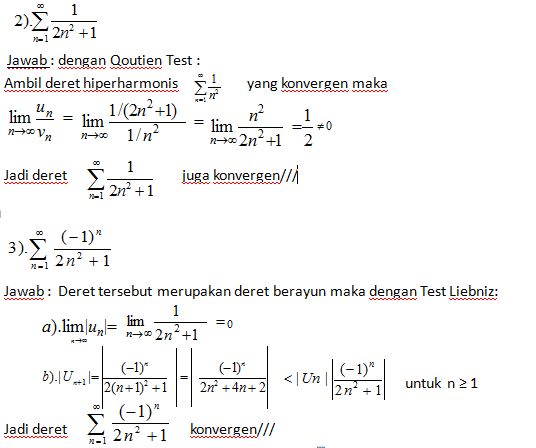 2). \sum_{n=1}^{\infty} \frac{1}{2n^2+1}
Jawab : dengan Qoutien Test :
Ambil deret hiperharmonis \sum_{n=1}^{\infty} \frac{1}{n^2} yang konvergen maka
\lim_{n\to\infty} \frac{u_n}{v_n} = \lim_{n\to\infty} \frac{1/(2n^2+1)}{1/n^2} = \lim_{n\to\infty} \frac{n^2}{2n^2+1} = \frac{1}{2} ≠0
Jadi deret \sum_{n=1}^{\infty} \frac{1}{2n^2+1} juga konvergen///
3). \sum_{n=1}^{\infty} \frac{(-1)^n}{2n^2+1}
Jawab : Deret tersebut merupakan deret berayun maka dengan Test Liebniz:
a). \lim_{n\to\infty} |u_n| = \lim_{n\to\infty} \frac{1}{2n^2+1} =0
b). |U_{n+1}| = \left| \frac{(-1)^n}{2(n+1)^2+1} \right| = \left| \frac{(-1)^n}{2n^2+4n+2} \right| < | Un | \left| \frac{(-1)^n}{2n^2+1} \right| untuk n ≥ 1
Jadi deret \sum_{n=1}^{\infty} \frac{(-1)^n}{2n^2+1} konvergen///